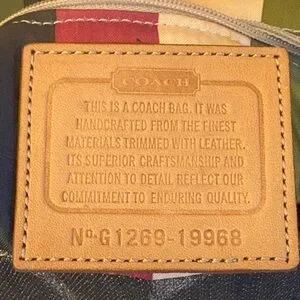 COACH
THIS IS A COACH BAG. IT WAS
HANDCRAFTED FROM THE FINEST
MATERIALS TRIMMED WITH LEATHER.
ITS SUPERIOR CRAFTSMANSHIP AND
ATTENTION TO DETAIL REFLECT OUR
COMMITMENT TO ENDURING QUALITY.
Nº G1269-19968